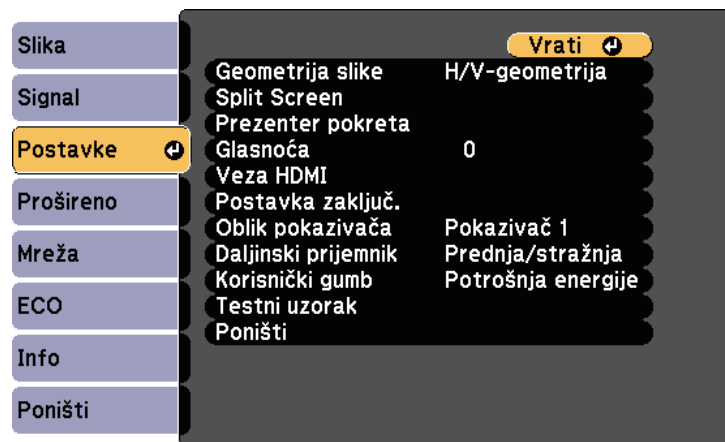 Slika
Signal
Postavke
Prošireno
Mreža
ECO
Info
Poništi
Vrati
Geometrija slike H/V-geometrija
Split Screen
Prezenter pokreta
Glasnoća 0
Veza HDMI
Postavka zaključ.
Oblik pokazivača Pokazivač 1
Daljinski prijemnik Prednja/stražnja
Korisnički gumb Potrošnja energije
Testni uzorak
Poništi